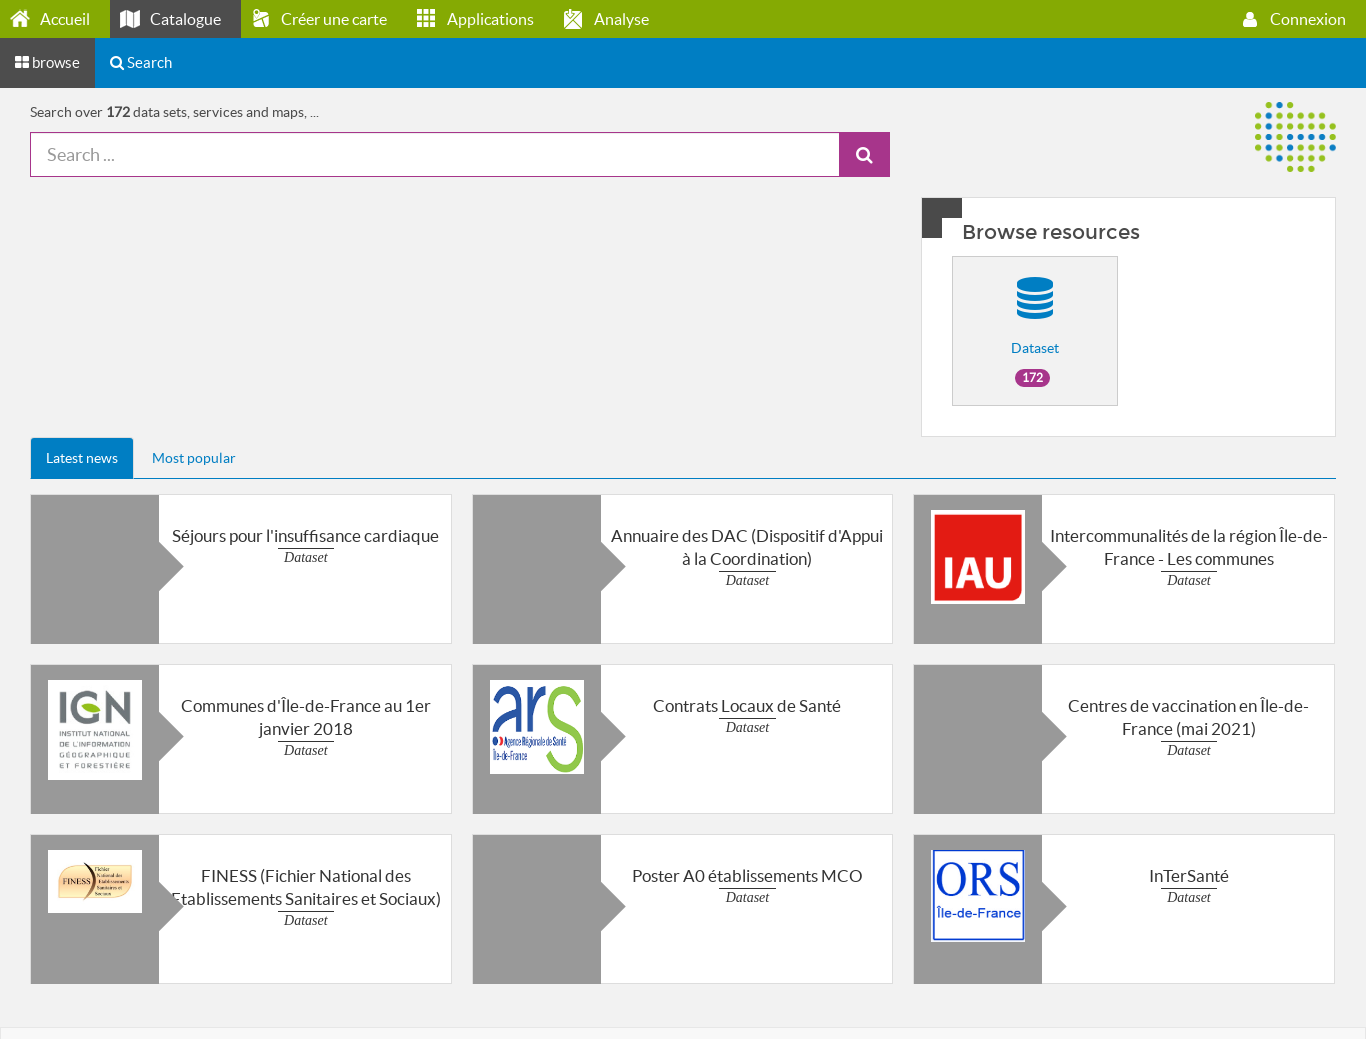 Accueil
Catalogue
Créer une carte
Applications
Analyse
Connexion
browse
Search
Search over 172 data sets, services and maps, ...
Search ...
Browse resources
Dataset
172
Latest news
Most popular
Séjours pour l'insuffisance cardiaque
Dataset
Annuaire des DAC (Dispositif d'Appui
à la Coordination)
Dataset
IAU
Intercommunalités de la région Île-de-
France - Les communes
Dataset
IGN
INSTITUT NATIONAL
DE L'INFORMATION
GÉOGRAPHIQUE
ET FORESTIÈRE
Communes d'Île-de-France au 1er
janvier 2018
Dataset
ars
Agence Régionale de Santé
Île-de-France
Contrats Locaux de Santé
Dataset
Centres de vaccination en Île-de-
France (mai 2021)
Dataset
FINESS
Fichier
National des
Etablissements
Sanitaires et
Sociaux
FINESS (Fichier National des
Etablissements Sanitaires et Sociaux)
Dataset
Poster A0 établissements MCO
Dataset
ORS
Île-de-France
InTerSanté
Dataset